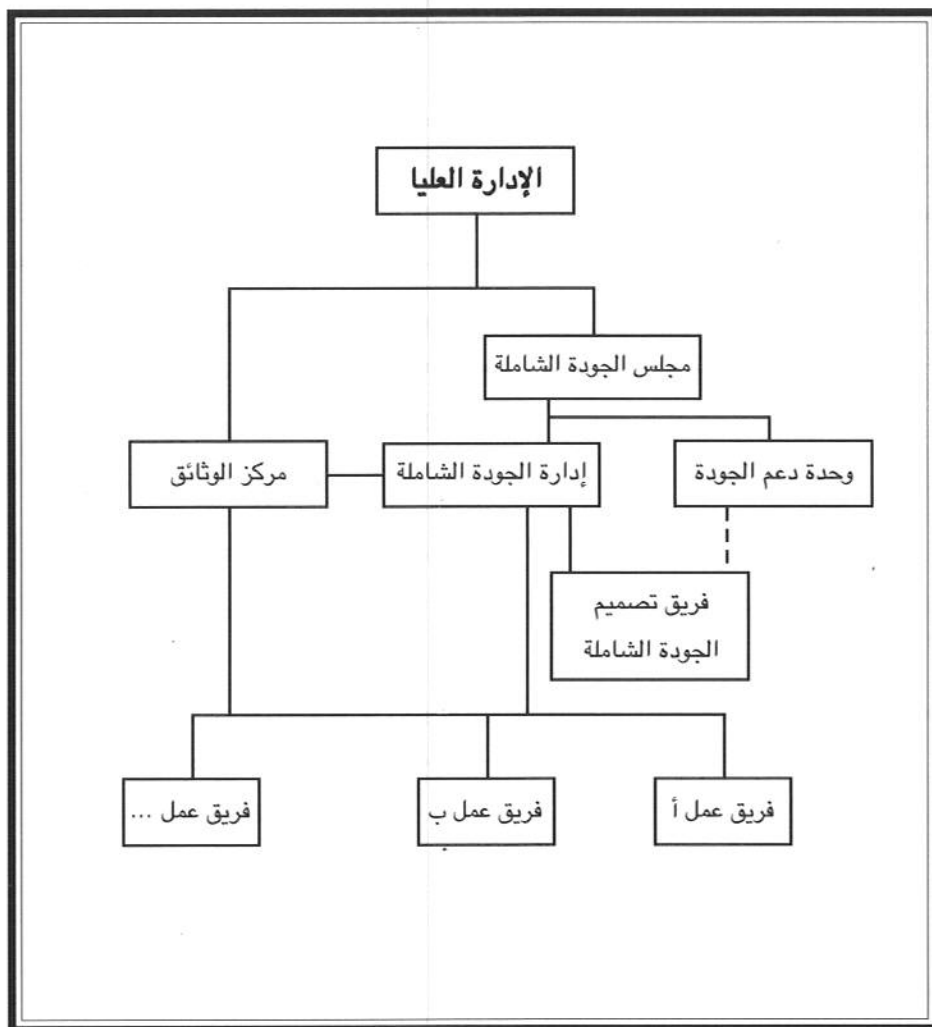 الإدارة العليا
مجلس الجودة الشاملة
وحدة دعم الجودة
إدارة الجودة الشاملة
مركز الوثائق
فريق تصميم
الجودة الشاملة
فريق عمل أ
فريق عمل ب
فريق عمل ...